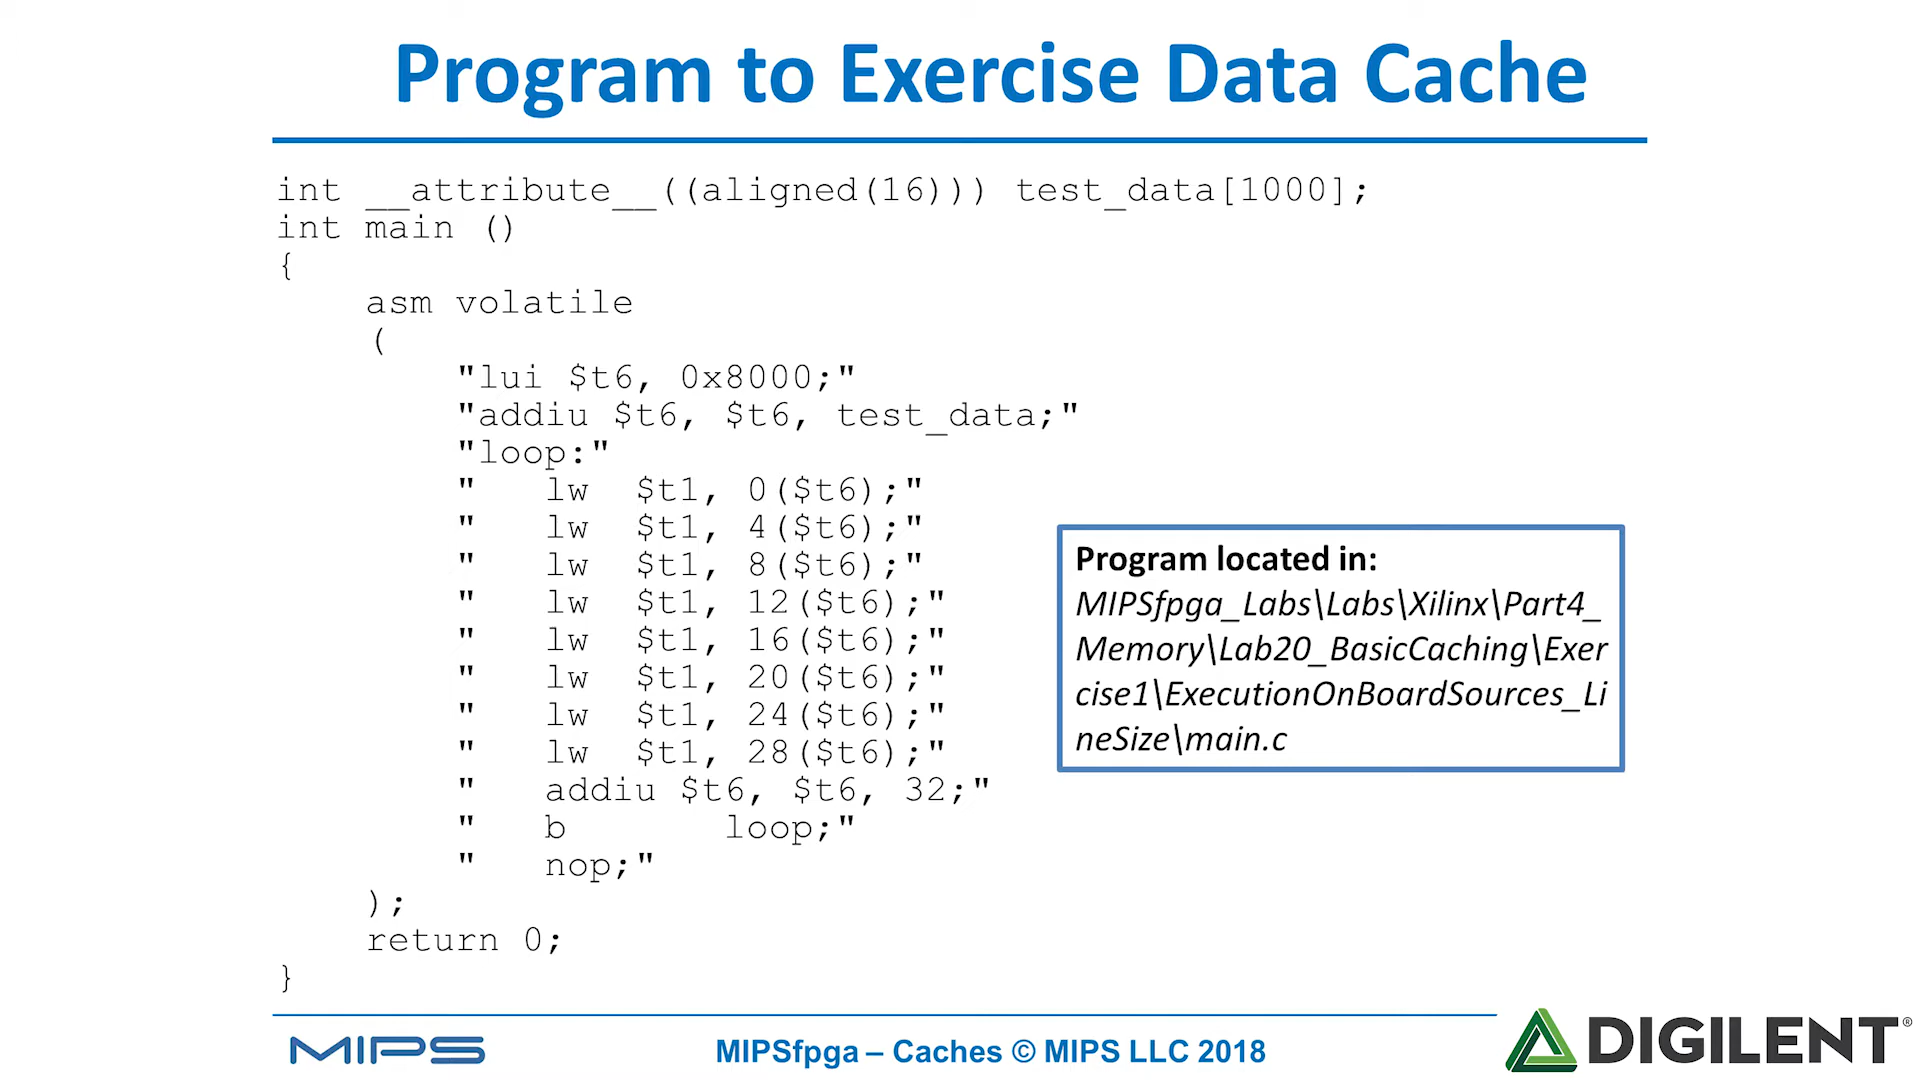 Program to Exercise Data Cache
int __attribute__((aligned(16))) test_data[1000];
int main ()
{
asm volatile
(
"lui $t6, 0x8000;"
"addiu $t6, $t6, test_data;"
"loop:"
" lw $t1, 0($t6);"
" lw $t1, 4($t6);"
" lw $t1, 8($t6);"
" lw $t1, 12($t6);"
" lw $t1, 16($t6);"
" lw $t1, 20($t6);"
" lw $t1, 24($t6);"
" lw $t1, 28($t6);"
" addiu $t6, $t6, 32;"
" b loop;"
" nop;"
);
return 0;
}
Program located in:
MIPSfpga_Labs\Labs\Xilinx\Part4_
Memory\Lab20_BasicCaching\Exer
cise1\ExecutionOnBoardSources_Li
neSize\main.c
MIPS
MIPSfpga – Caches © MIPS LLC 2018
DIGILENT®